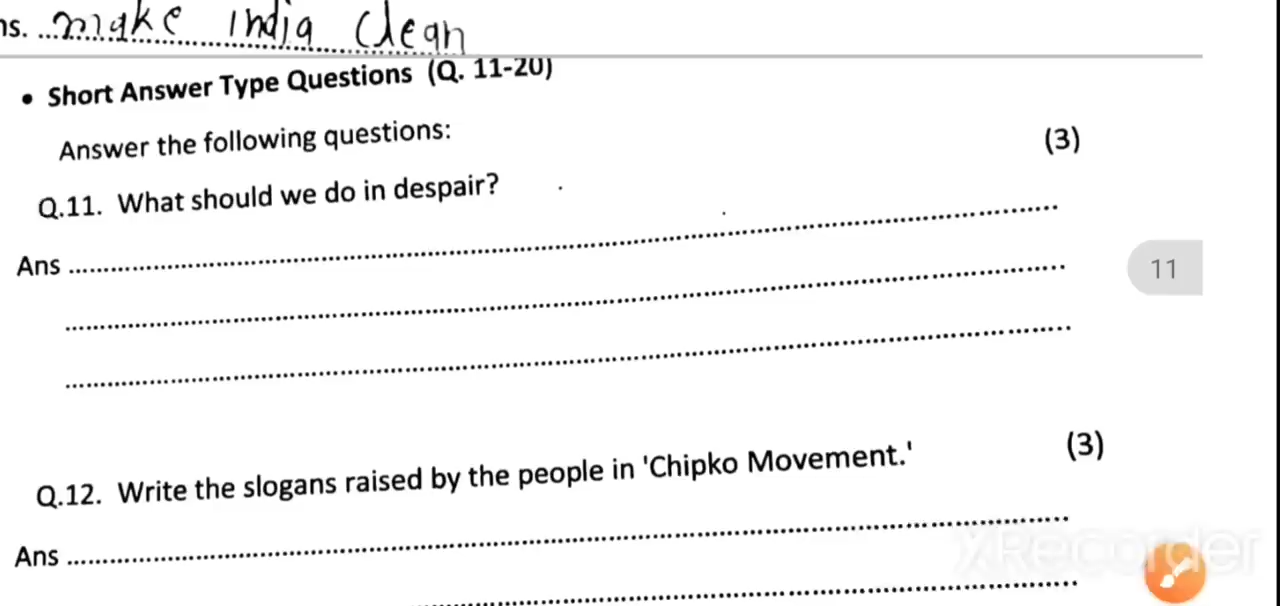 ns. make India Clean
• Short Answer Type Questions (Q. 11-20)
Answer the following questions:
(3)
Q.11. What should we do in despair?
Ans
11
Q.12. Write the slogans raised by the people in 'Chipko Movement.' (3)
Ans
XRecorder